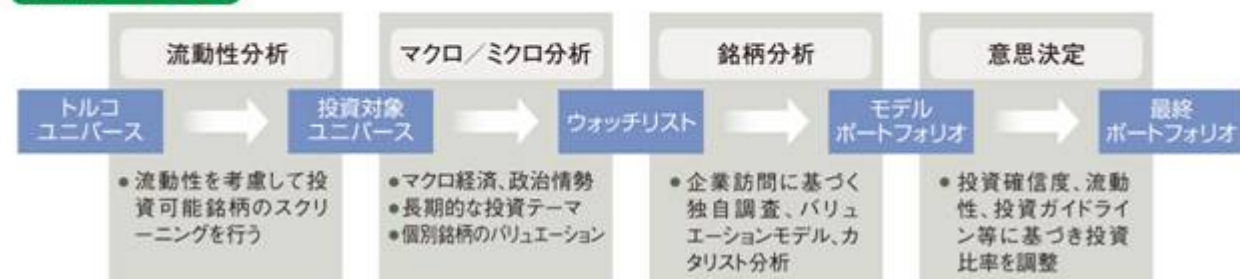 流動性分析
マクロ／ミクロ分析
銘柄分析
意思決定
トルコ
ユニバース
投資対象
ユニバース
ウォッチリスト
モデル
ポートフォリオ
最終
ポートフォリオ
●流動性を考慮して投
資可能銘柄のスクリ
ーニングを行う
●マクロ経済、政治情勢
●長期的な投資テーマ
●個別銘柄のバリュエーション
●企業訪問に基づく
独自調査、バリュ
エーションモデル、カ
タリスト分析
●投資確信度、流動
性、投資ガイドライ
ン等に基づき投資
比率を調整